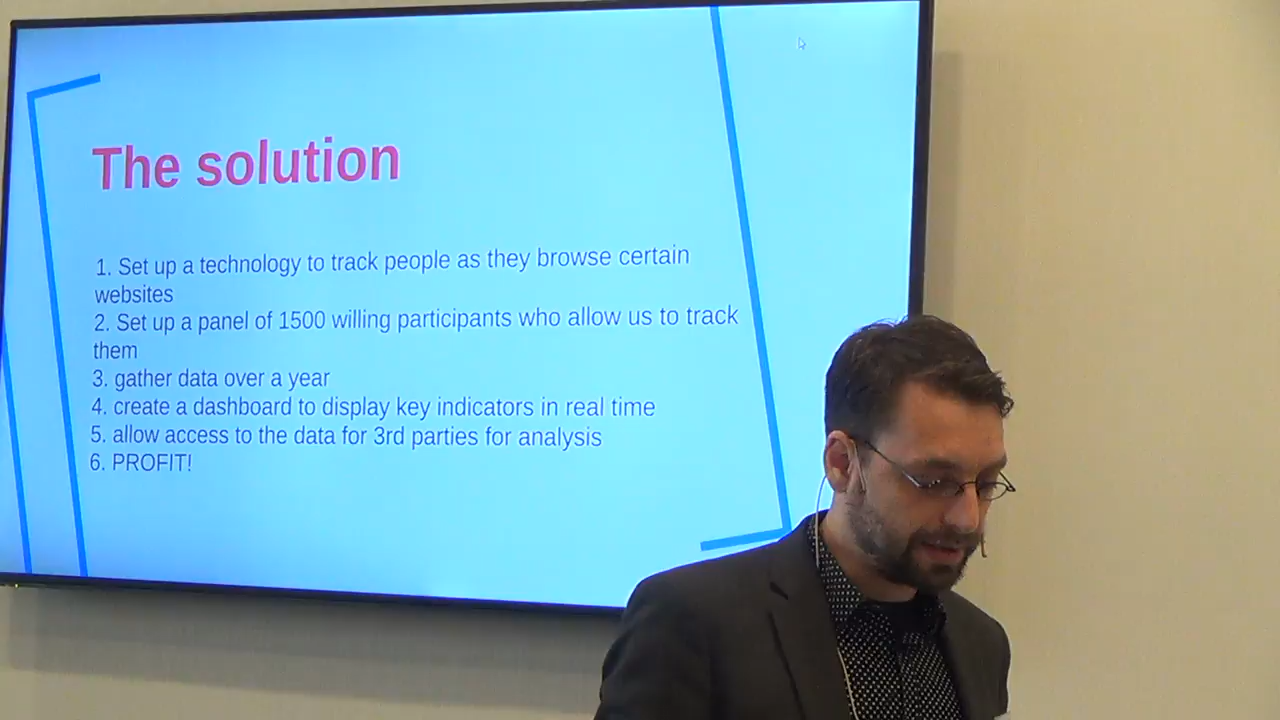 The solution
1. Set up a technology to track people as they browse certain
websites
2. Set up a panel of 1500 willing participants who allow us to track
them
3. gather data over a year
4. create a dashboard to display key indicators in real time
5. allow access to the data for 3rd parties for analysis
6. PROFIT!